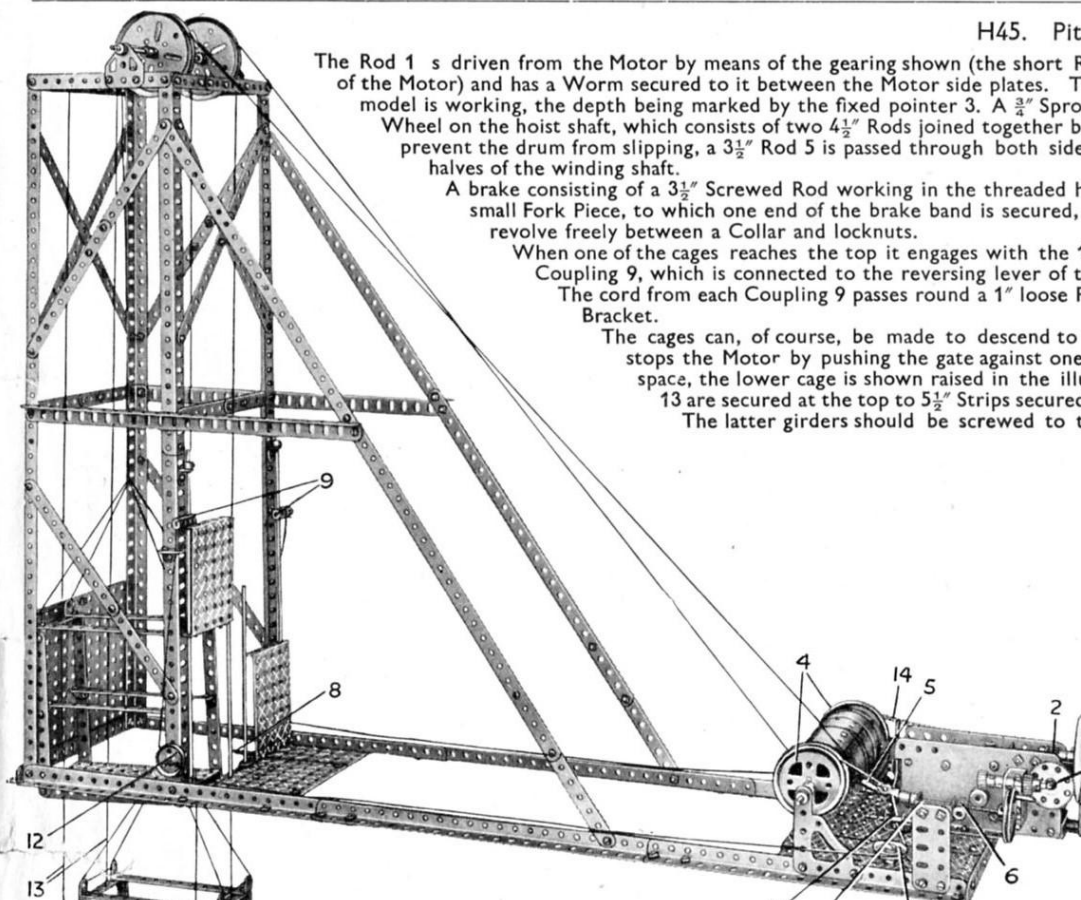 H45. Pit
The Rod 1 s driven from the Motor by means of the gearing shown (the short R
of the Motor) and has a Worm secured to it between the Motor side plates. T
model is working, the depth being marked by the fixed pointer 3. A ¾″ Spro
Wheel on the hoist shaft, which consists of two 4½″ Rods joined together b
prevent the drum from slipping, a 3½″ Rod 5 is passed through both side
halves of the winding shaft.
A brake consisting of a 3½″ Screwed Rod working in the threaded h
small Fork Piece, to which one end of the brake band is secured,
revolve freely between a Collar and locknuts.
When one of the cages reaches the top it engages with the 1
Coupling 9, which is connected to the reversing lever of t
The cord from each Coupling 9 passes round a 1″ loose P
Bracket.
The cages can, of course, be made to descend to
stops the Motor by pushing the gate against one
space, the lower cage is shown raised in the illu
13 are secured at the top to 5½″ Strips secured
The latter girders should be screwed to t
9
8
4
14
5
2
12
13
6